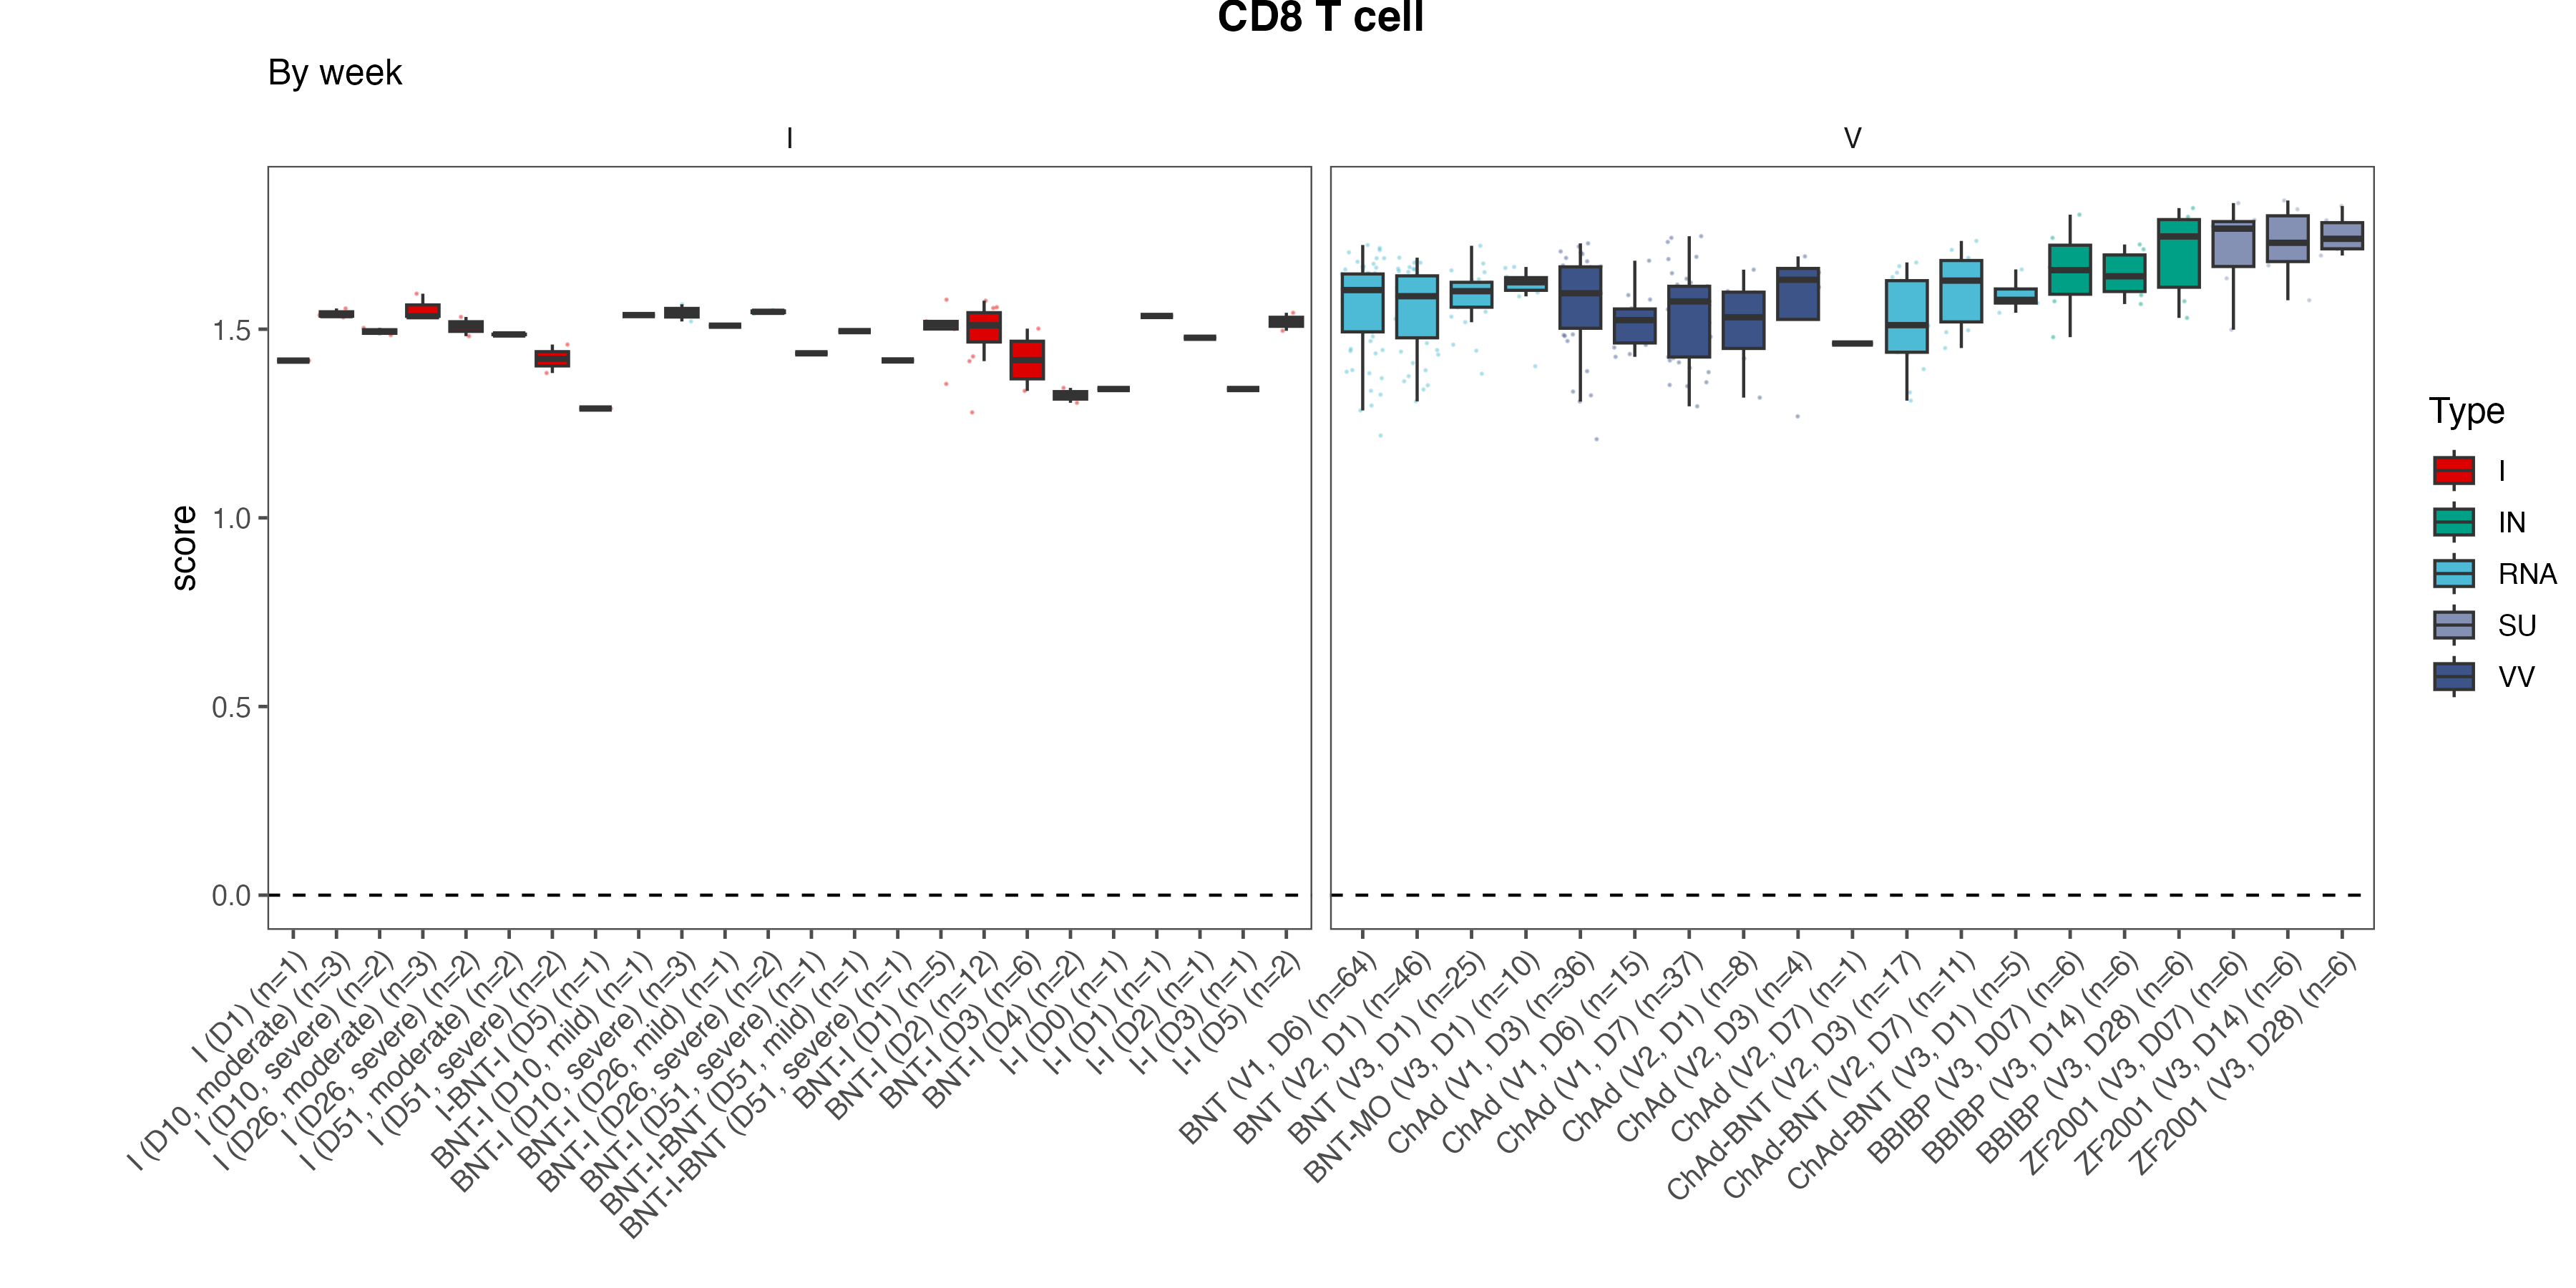 CD8 T cell
By week
I
V
score
1.5
1.0
0.5
0.0
I (D1) (n=1)
I (D10, moderate) (n=3)
I (D10, severe) (n=2)
I (D26, moderate) (n=3)
I (D26, severe) (n=2)
I (D51, moderate) (n=2)
I (D51, severe) (n=2)
I-BNT-I (D5) (n=1)
BNT-I (D10, mild) (n=1)
BNT-I (D10, severe) (n=3)
BNT-I (D26, mild) (n=1)
BNT-I (D26, severe) (n=2)
BNT-I (D51, severe) (n=1)
BNT-I-BNT (D51, mild) (n=1)
BNT-I-BNT (D51, severe) (n=1)
BNT-I (D1) (n=5)
BNT-I (D2) (n=12)
BNT-I (D3) (n=6)
BNT-I (D4) (n=2)
I-I (D0) (n=1)
I-I (D1) (n=1)
I-I (D2) (n=1)
I-I (D3) (n=1)
I-I (D5) (n=2)
BNT (V1, D6) (n=64)
BNT (V2, D1) (n=46)
BNT (V3, D1) (n=25)
BNT-MO (V3, D1) (n=10)
ChAd (V1, D3) (n=36)
ChAd (V1, D6) (n=15)
ChAd (V1, D7) (n=37)
ChAd (V2, D1) (n=8)
ChAd (V2, D3) (n=4)
ChAd (V2, D7) (n=1)
ChAd-BNT (V2, D3) (n=17)
ChAd-BNT (V2, D7) (n=11)
ChAd-BNT (V3, D1) (n=5)
BBIBP (V3, D07) (n=6)
BBIBP (V3, D14) (n=6)
BBIBP (V3, D28) (n=6)
ZF2001 (V3, D07) (n=6)
ZF2001 (V3, D14) (n=6)
ZF2001 (V3, D28) (n=6)
Type
I
IN
RNA
SU
VV